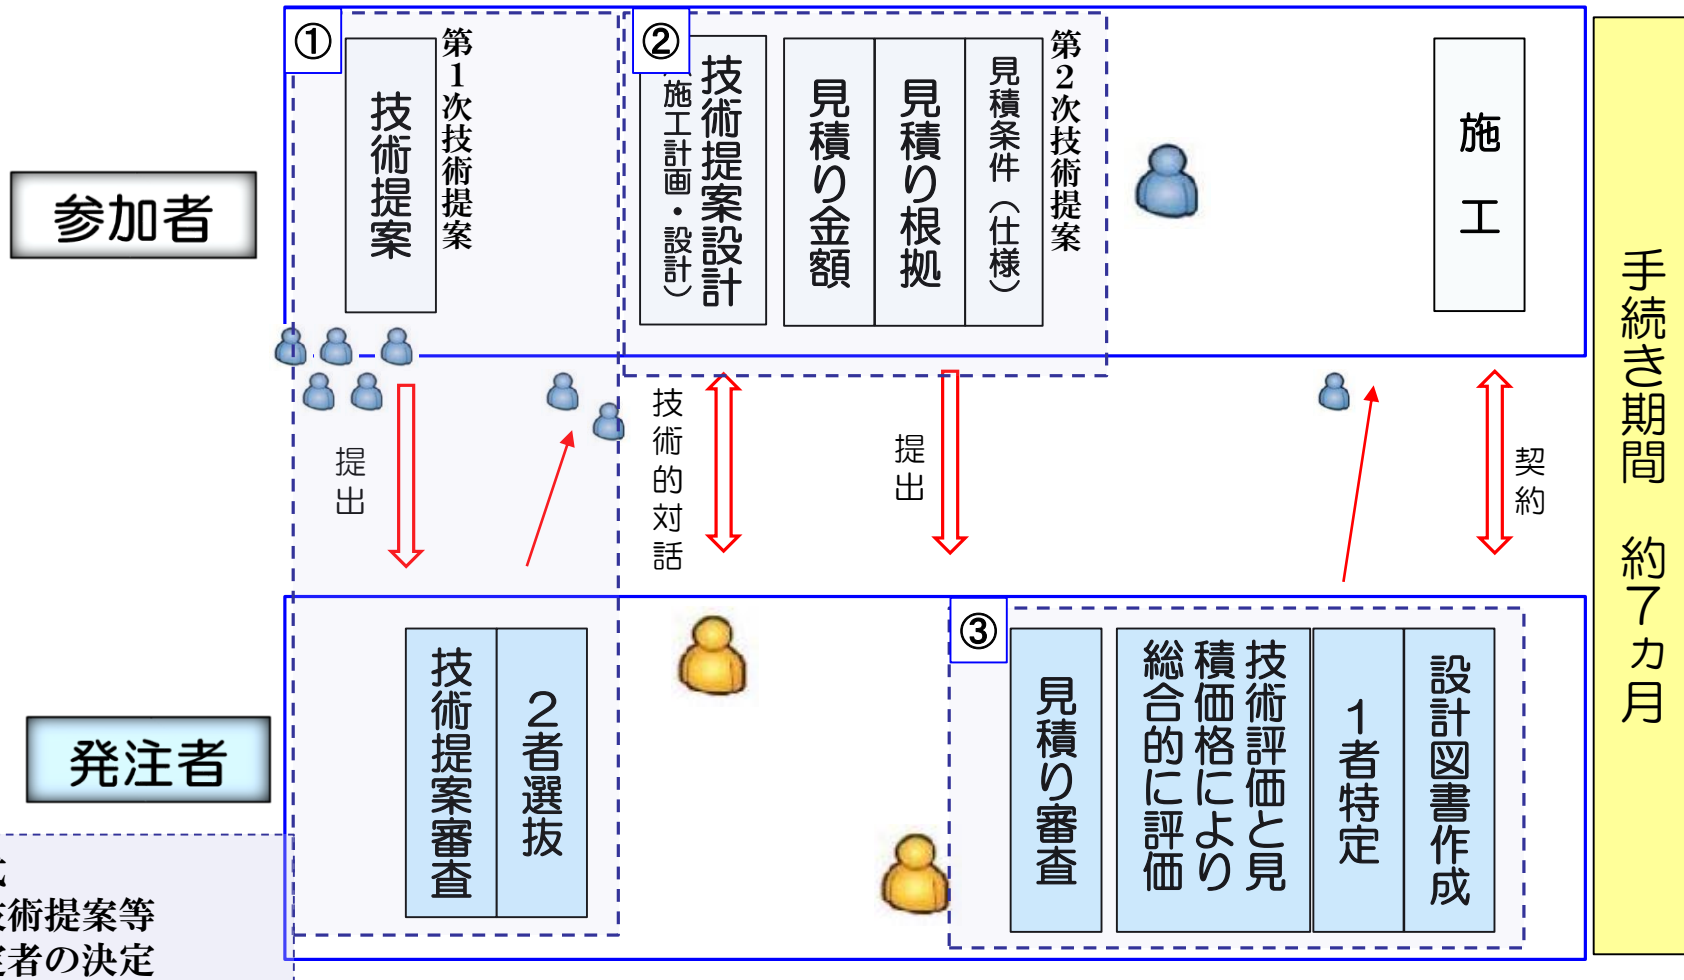 ①
技術提案
第１次技術提案
②
技術提案設計
施工計画・設計）
見積り金額
見積り根拠
見積条件（仕様）
第２次技術提案
施工
参加者
手続き期間　約７カ月
提出
技術的対話
提出
契約
発注者
技術提案審査
２者選抜
③
見積り審査
技術評価と見
積価格により
総合的に評価
１者特定
設計図書作成
術提案等
者の決定